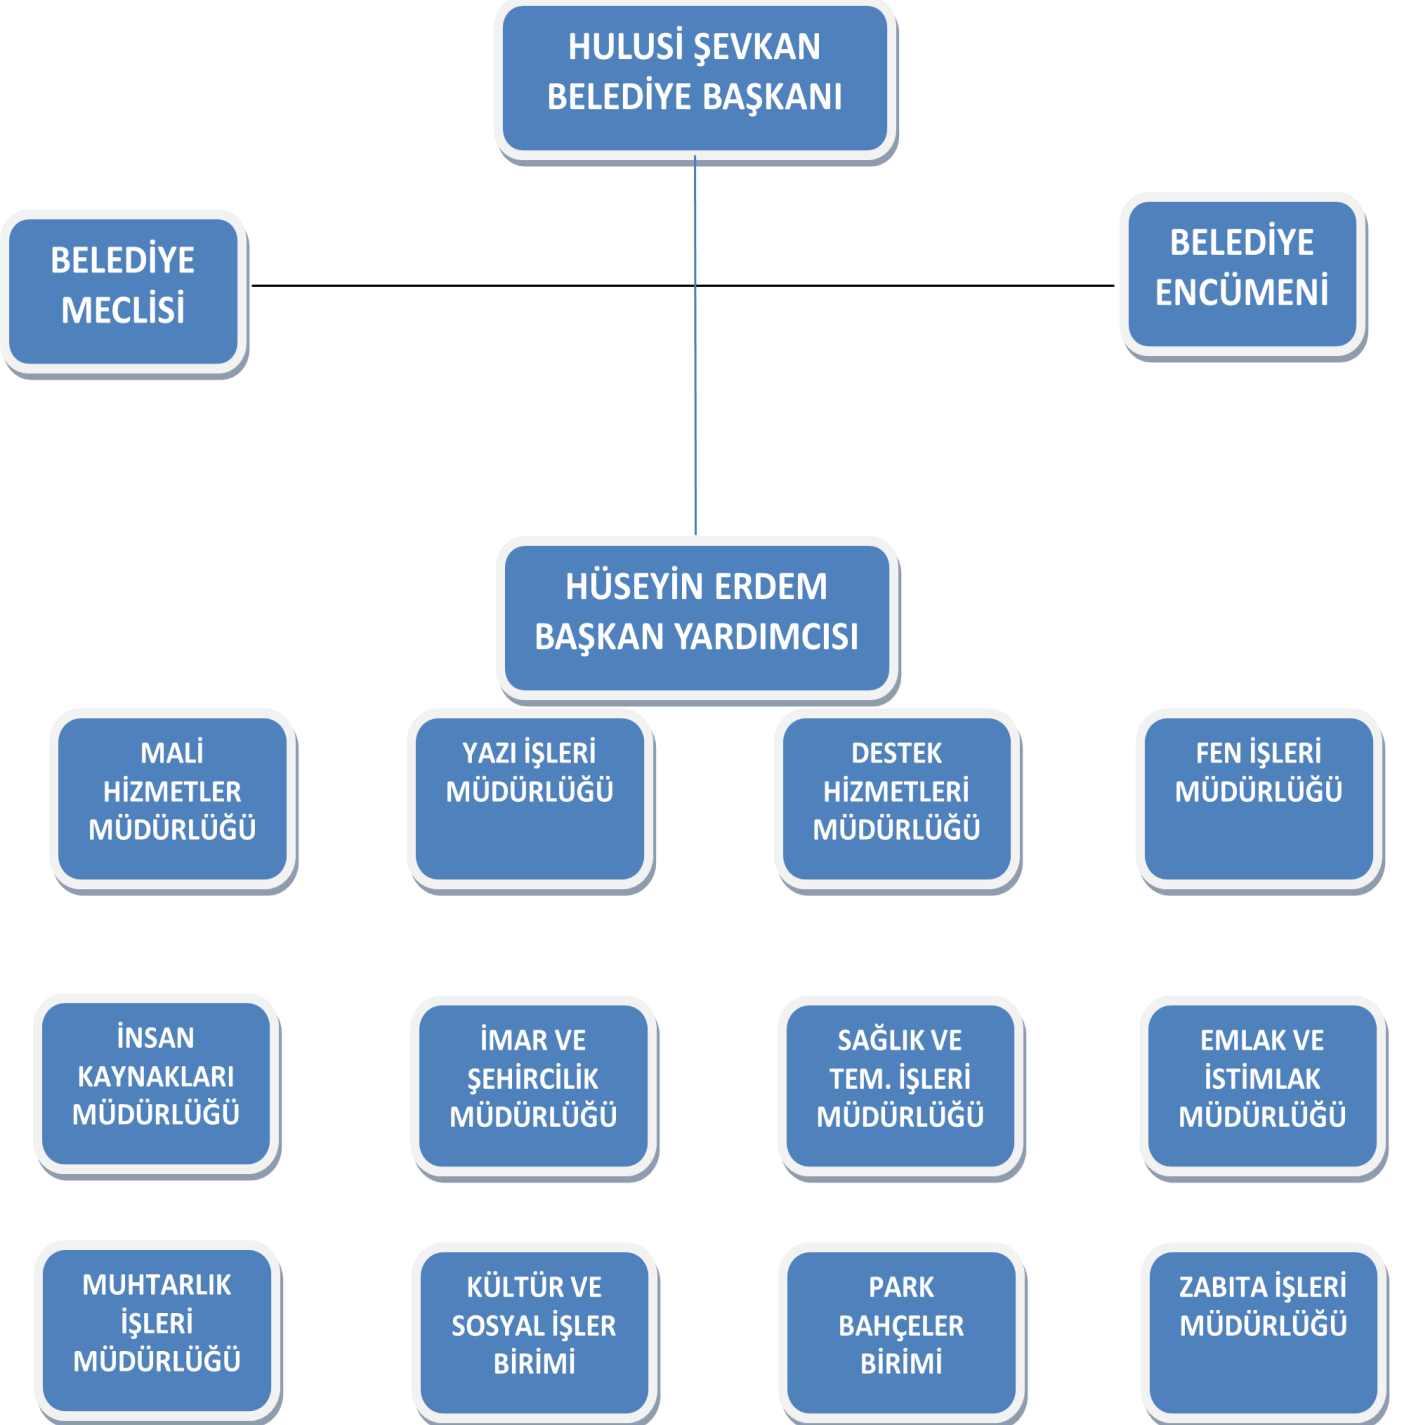 HULUSİ ŞEVKAN
BELEDİYE BAŞKANI
BELEDİYE
MECLİSİ
BELEDİYE
ENCÜMENİ
HÜSEYİN ERDEM
BAŞKAN YARDIMCISI
MALİ
HİZMETLER
MÜDÜRLÜĞÜ
YAZI İŞLERİ
MÜDÜRLÜĞÜ
DESTEK
HİZMETLERİ
MÜDÜRLÜĞÜ
FEN İŞLERİ
MÜDÜRLÜĞÜ
İNSAN
KAYNAKLARI
MÜDÜRLÜĞÜ
İMAR VE
ŞEHİRCİLİK
MÜDÜRLÜĞÜ
SAĞLIK VE
TEM. İŞLERİ
MÜDÜRLÜĞÜ
EMLAK VE
İSTİMLAK
MÜDÜRLÜĞÜ
MUHTARLIK
İŞLERİ
MÜDÜRLÜĞÜ
KÜLTÜR VE
SOSYAL İŞLER
BİRİMİ
PARK
BAHÇELER
BİRİMİ
ZABITA İŞLERİ
MÜDÜRLÜĞÜ